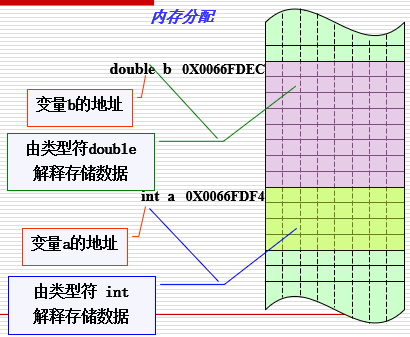 内存分配
double b 0X0066FDEC
变量b的地址
由类型符double
解释存储数据
int a 0X0066FDF4
变量a的地址
由类型符 int
解释存储数据